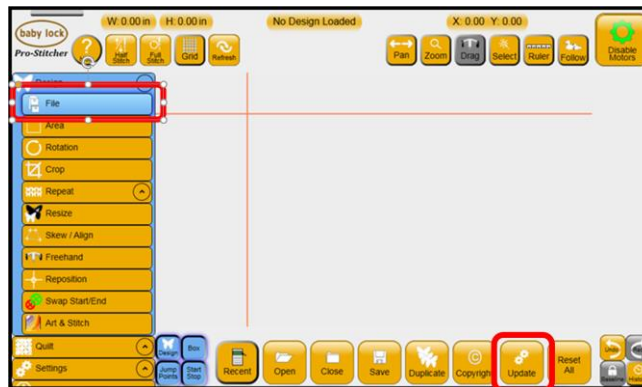 W: 0.00 in H: 0.00 in No Design Loaded X: 0.00 Y: 0.00
baby lock
Pro-Stitcher
?
Half Stitch
Full Stitch
Grid
Refresh
Pan
Zoom
Drag
Select
Ruler
Follow
Disable Motors
Design
File
Area
Rotation
Crop
Repeat
Resize
Skew / Align
Freehand
Reposition
Swap Start/End
Art & Stitch
Quilt
Settings
Design
Box
Jump Points
Start Stop
Recent
Open
Close
Save
Duplicate
Copyright
Update
Reset All
Undo
Baseline